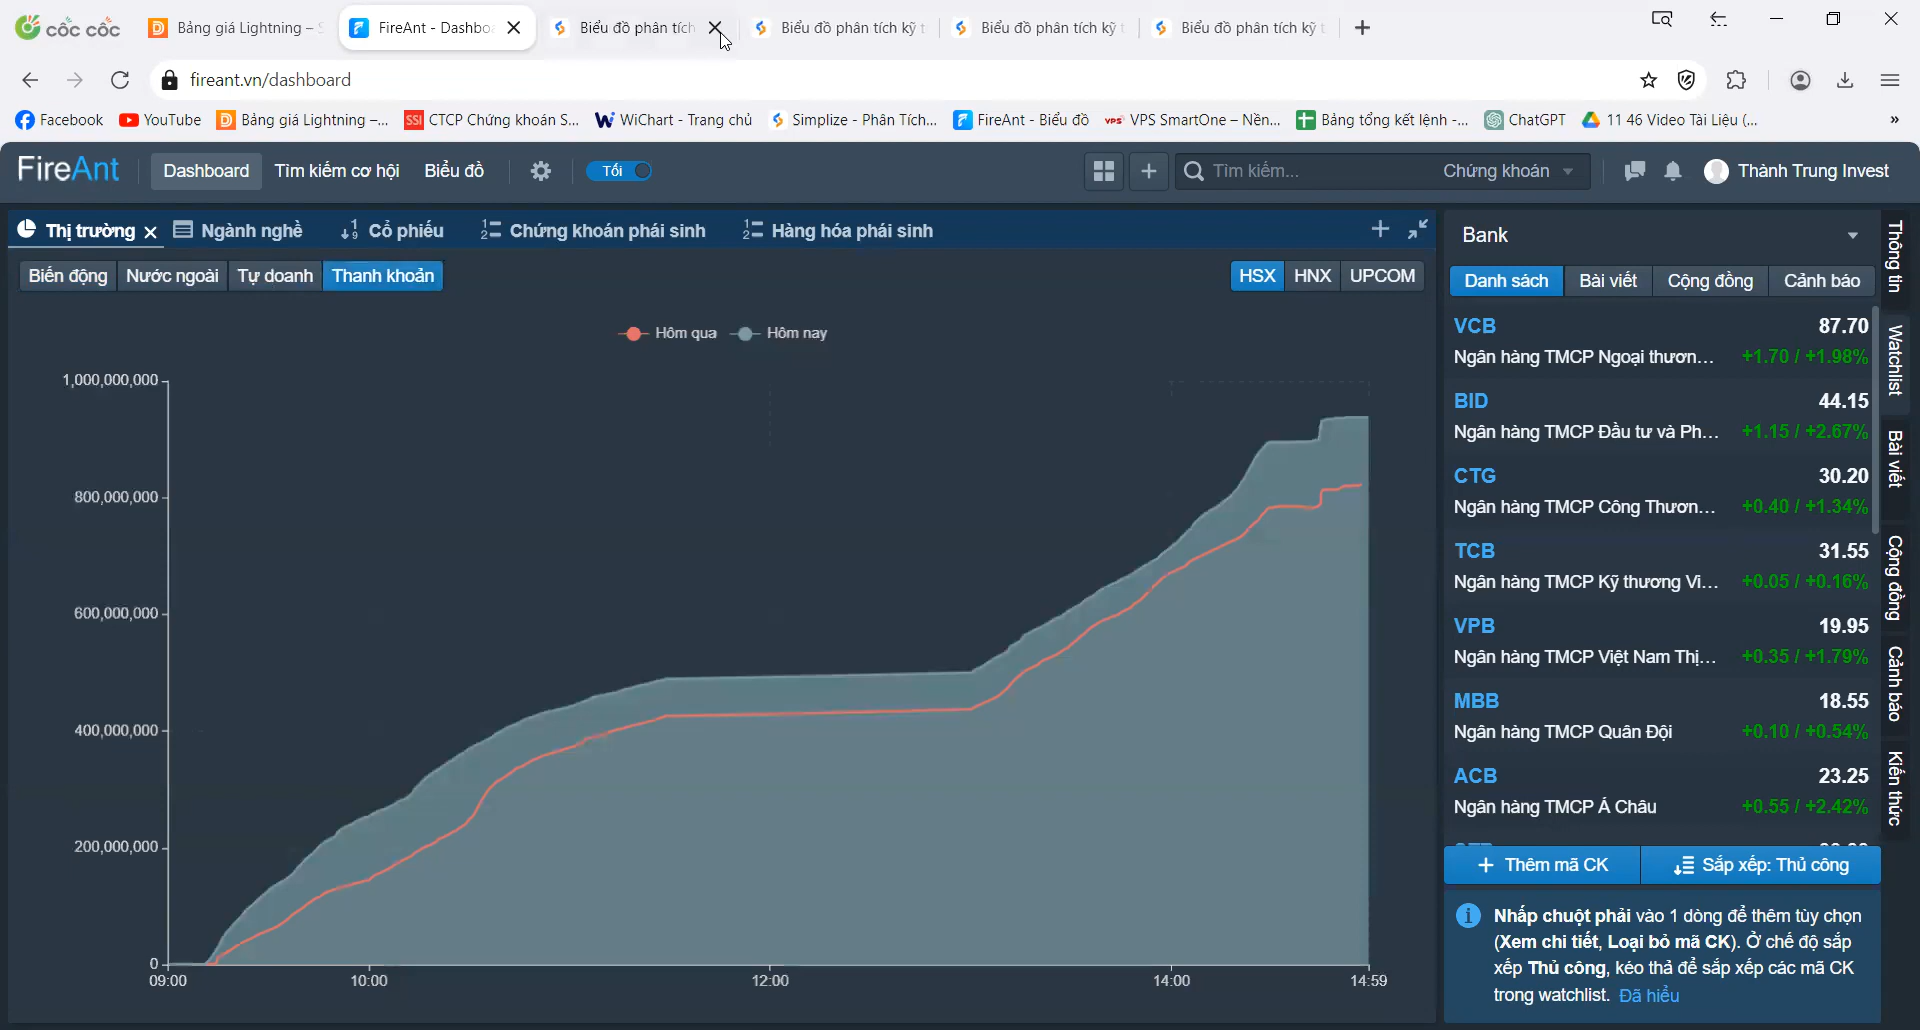 cốc cốc
Bảng giá Lightning –
FireAnt - Dashbo
Biểu đồ phân tích
Biểu đồ phân tích kỹ t
Biểu đồ phân tích kỹ t
Biểu đồ phân tích kỹ t
fireant.vn/dashboard
Facebook
YouTube
Bảng giá Lightning –...
SSI CTCP Chứng khoán S...
WiChart - Trang chủ
Simplize - Phân Tích...
FireAnt - Biểu đồ
VPS VPS SmartOne – Nền...
Bảng tổng kết lệnh -...
ChatGPT
11 46 Video Tài Liệu (...
»
FireAnt
Dashboard
Tìm kiếm cơ hội
Biểu đồ
Tối
Tìm kiếm...
Chứng khoán
Thành Trung Invest
Thị trường
Ngành nghề
Cổ phiếu
Chứng khoán phái sinh
Hàng hóa phái sinh
Biến động
Nước ngoài
Tự doanh
Thanh khoản
HSX
HNX
UPCOM
Hôm qua
Hôm nay
1,000,000,000
800,000,000
600,000,000
400,000,000
200,000,000
0
09:00
10:00
12:00
14:00
14:59
Bank
Danh sách
Bài viết
Cộng đồng
Cảnh báo
VCB 87.70
Ngân hàng TMCP Ngoại thươn... +1.70 / +1.98%
BID 44.15
Ngân hàng TMCP Đầu tư và Ph... +1.15 / +2.67%
CTG 30.20
Ngân hàng TMCP Công Thươn... +0.40 / +1.34%
TCB 31.55
Ngân hàng TMCP Kỹ thương Vi... +0.05 / +0.16%
VPB 19.95
Ngân hàng TMCP Việt Nam Thị... +0.35 / +1.79%
MBB 18.55
Ngân hàng TMCP Quân Đội +0.10 / +0.54%
ACB 23.25
Ngân hàng TMCP Á Châu +0.55 / +2.42%
Thêm mã CK
Sắp xếp: Thủ công
Nhấp chuột phải vào 1 dòng để thêm tùy chọn
(Xem chi tiết, Loại bỏ mã CK). Ở chế độ sắp
xếp Thủ công, kéo thả để sắp xếp các mã CK
trong watchlist. Đã hiểu
Thông tin
Watchlist
Bài viết
Cộng đồng
Cảnh báo
Kiến thức